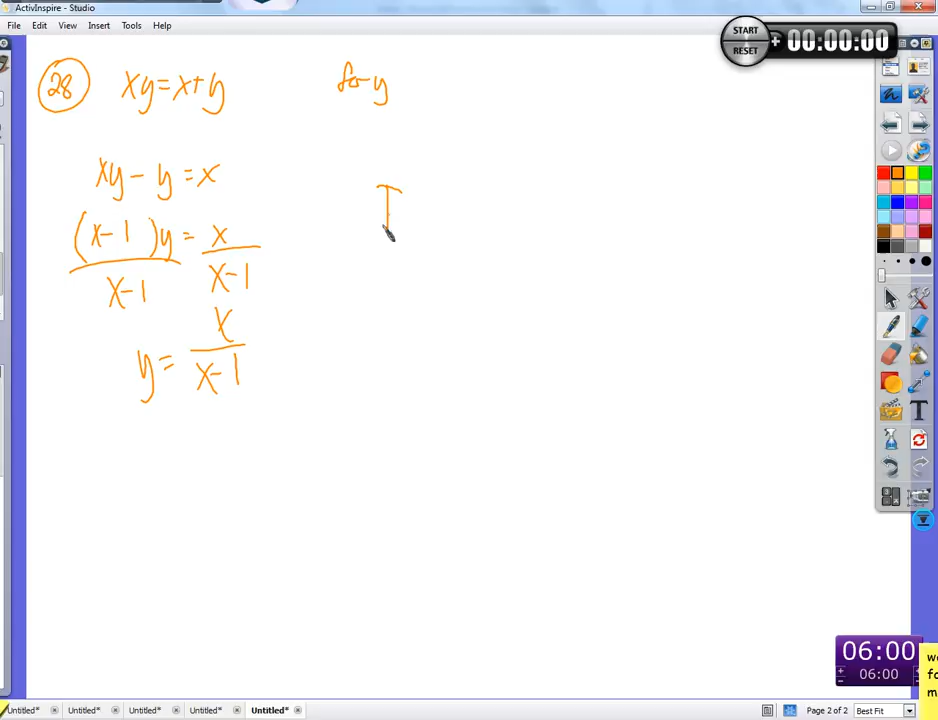 ActivInspire - Studio
File Edit View Insert Tools Help
START
RESET
00:00:00
28 xy=x+y for y
xy-y=x
(x-1)y=x
x-1 x-1
y= x
x-1
I
06:00
06:00
Untitled* Untitled* Untitled* Untitled* Untitled*
Page 2 of 2 Best Fit